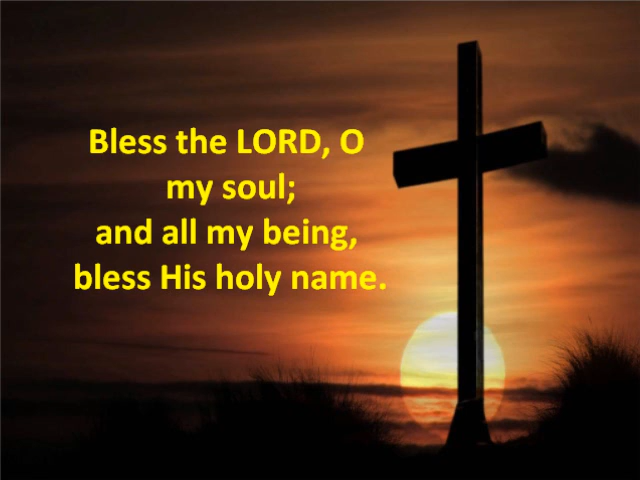 Bless the LORD, O
my soul;
and all my being,
bless His holy name.